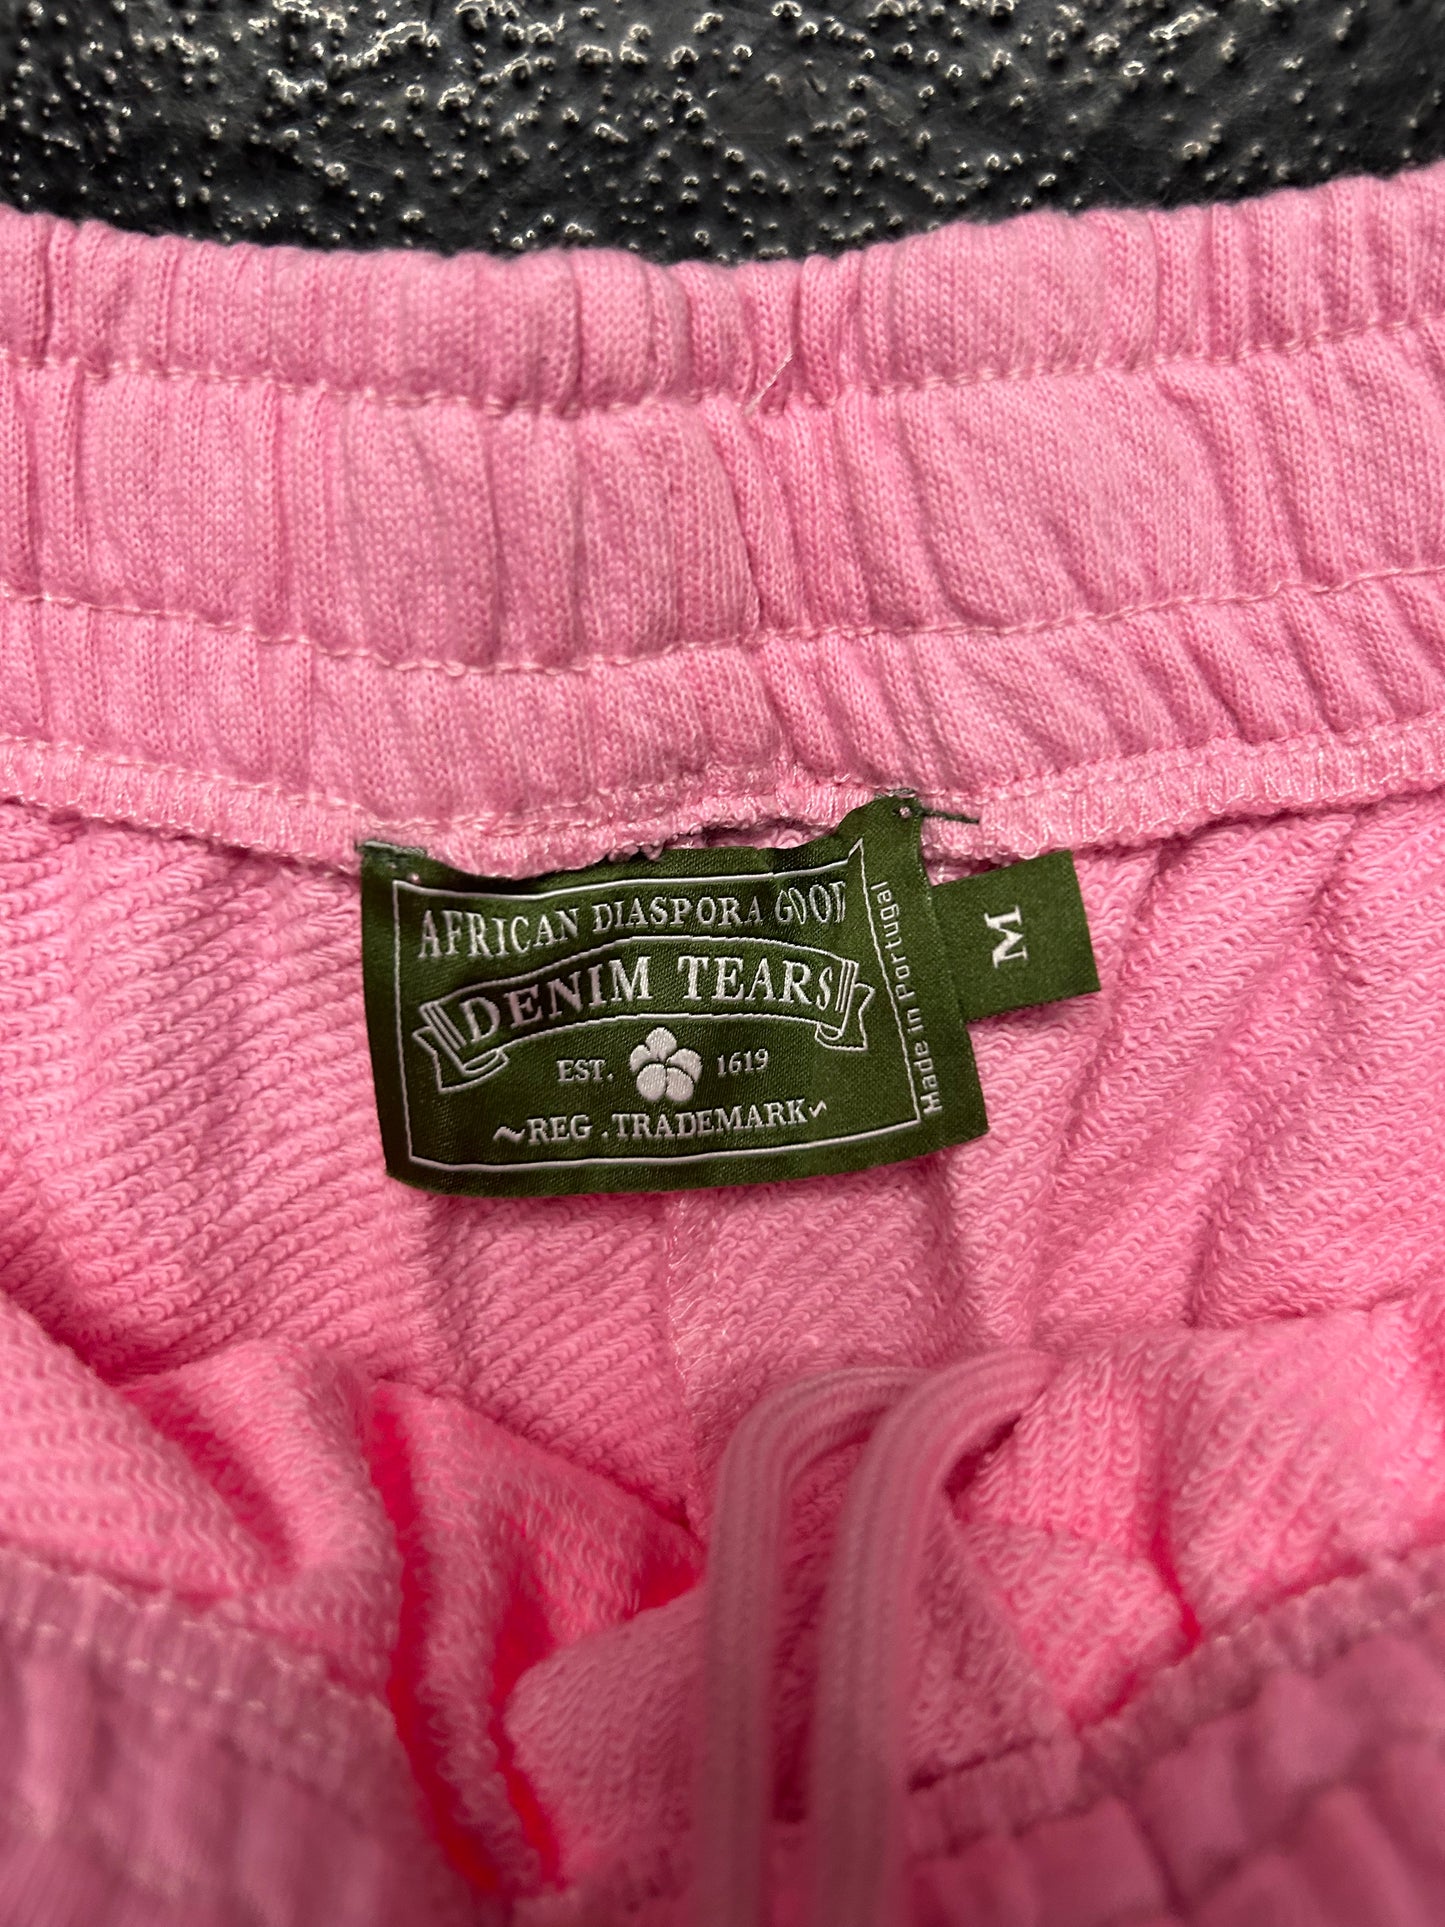 AFRICAN DIASPORA GOOD
DENIM TEARS
EST. 1619
~REG .TRADEMARK~
Made in Portugal
M